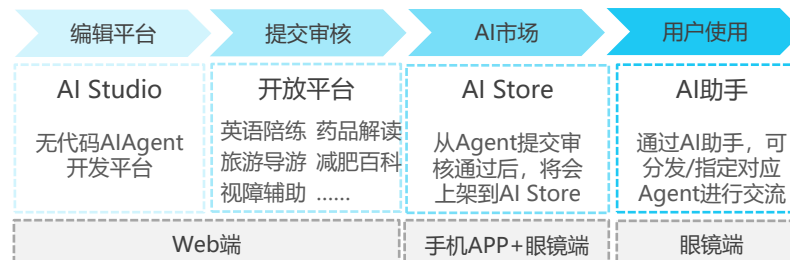 编辑平台
提交审核
AI市场
用户使用
AI Studio
无代码AIAgent
开发平台
开放平台
英语陪练 药品解读
旅游导游 减肥百科
视障辅助 ......
AI Store
从Agent提交审
核通过后，将会
上架到AI Store
AI助手
通过AI助手，可
分发/指定对应
Agent进行交流
Web端
手机APP+眼镜端
眼镜端